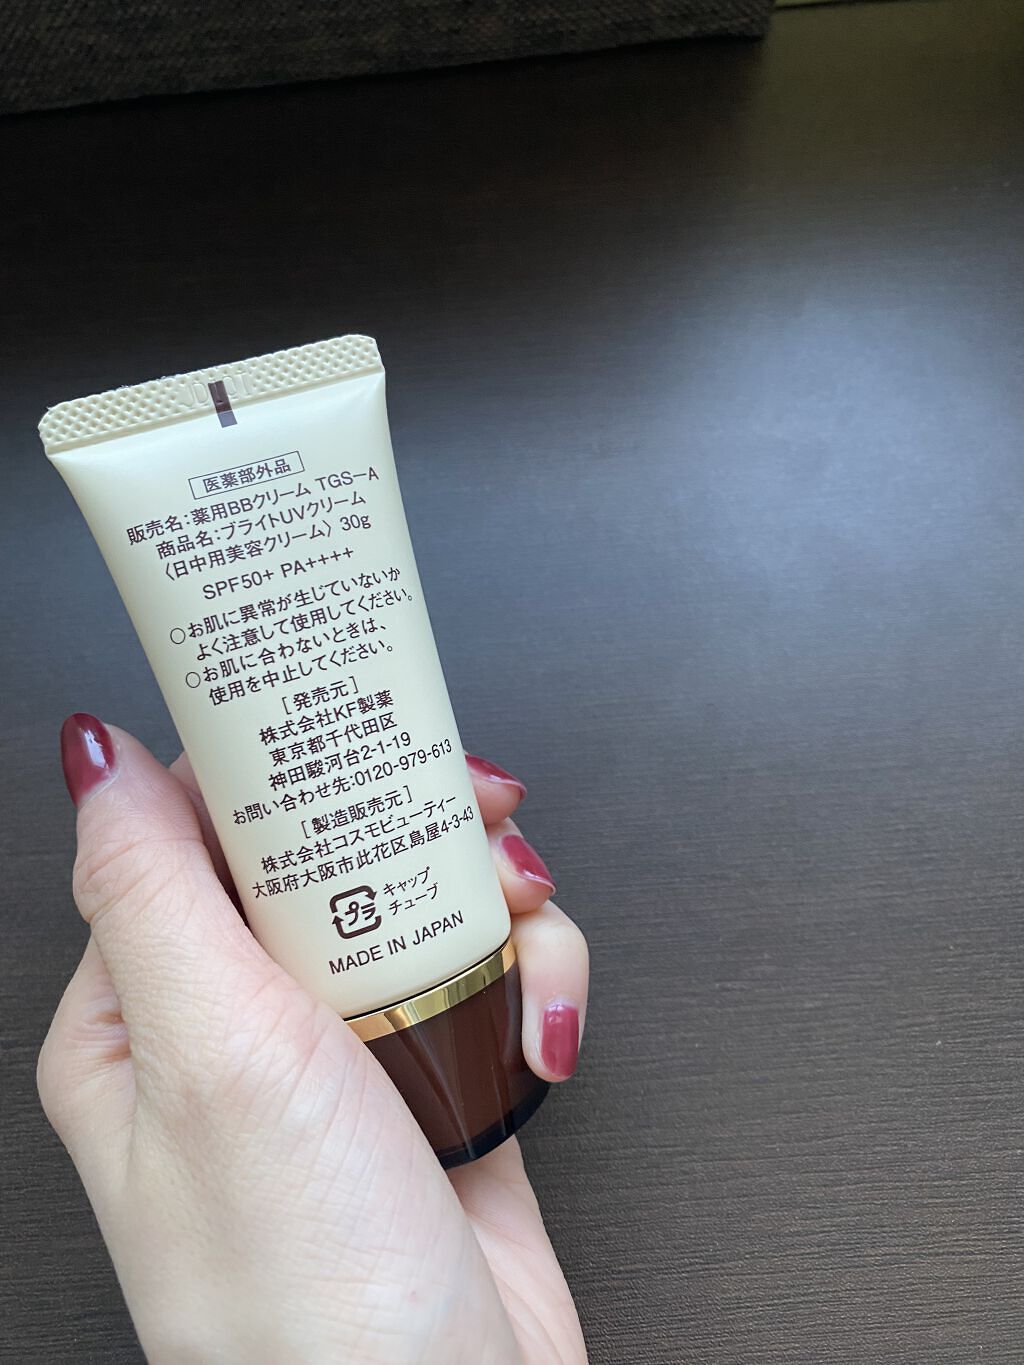 医薬部外品
販売名：薬用BBクリーム TGS－A
商品名：ブライトUVクリーム
〈日中用美容クリーム〉 30g
SPF50+ PA++++
○お肌に異常が生じていないか
よく注意して使用してください。
○お肌に合わないときは、
使用を中止してください。
［発売元］
株式会社KF製薬
東京都千代田区
神田駿河台2-1-19
お問い合わせ先：0120-979-613
［製造販売元］
株式会社コスモビューティー
大阪府大阪市此花区島屋4-3-43
プラ
キャップ
チューブ
MADE IN JAPAN